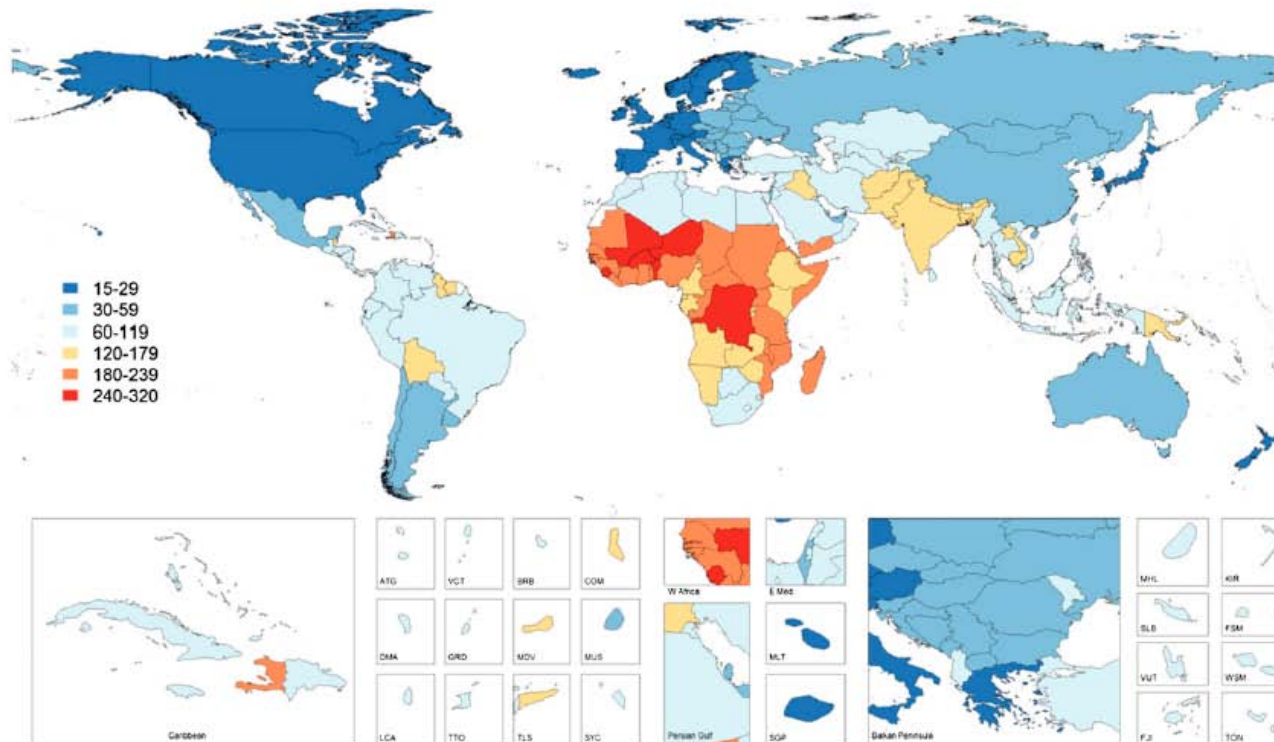 15-29
30-59
60-119
120-179
180-239
240-320
ATG
VCT
BRB
COM
W Africa
E Med.
MHL
KIR
DMA
GRD
MDV
MUS
MLT
SLB
FSM
VUT
WSM
Caribbean
LCA
TTO
TLS
SYC
Persian Gulf
SGP
Balkan Peninsula
FJI
TON